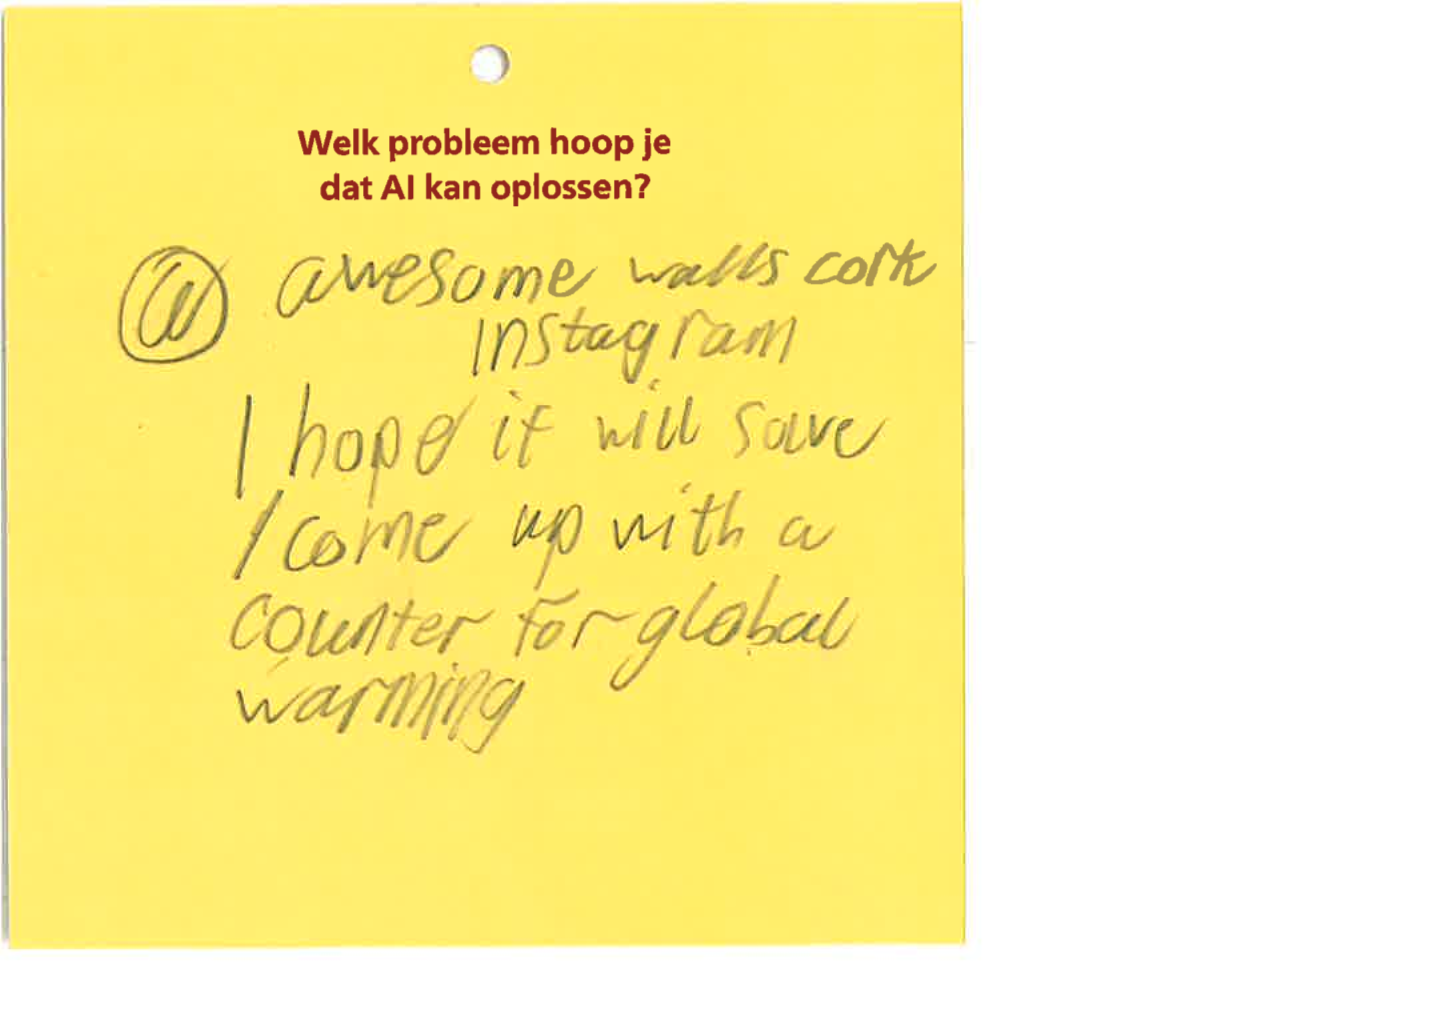 Welk probleem hoop je
dat AI kan oplossen?
@ awesome walls cork
instagram
I hope it will solve
/ come up with a
counter for global
warming